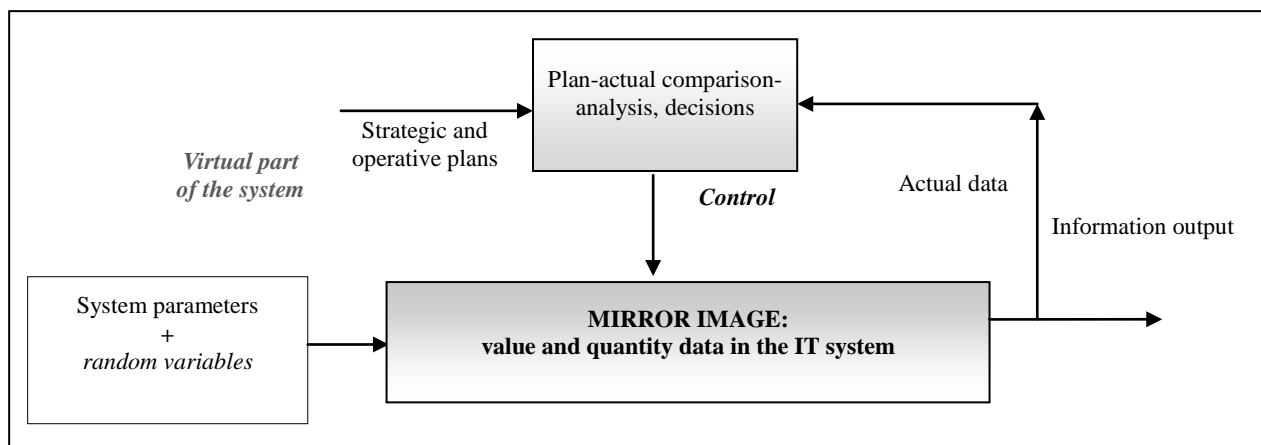 Plan-actual comparison-
analysis, decisions
Strategic and
operative plans
Virtual part
of the system
Control
Actual data
Information output
System parameters
+
random variables
MIRROR IMAGE:
value and quantity data in the IT system